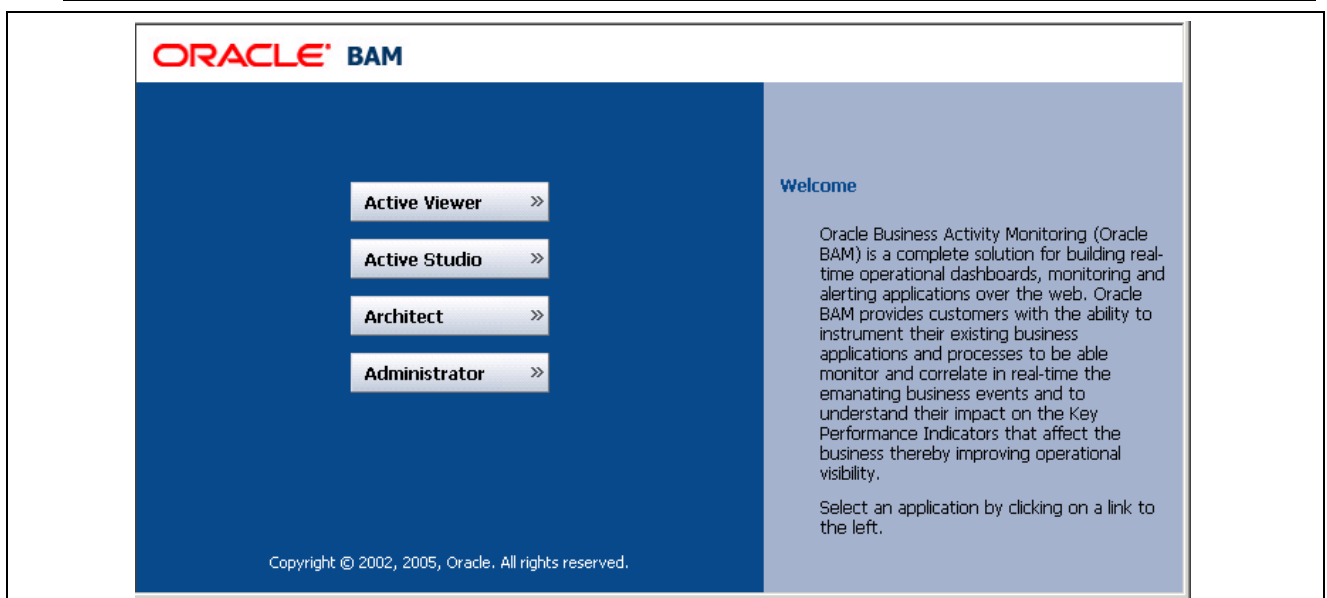 ORACLE BAM
Active Viewer »
Active Studio »
Architect »
Administrator »
Copyright © 2002, 2005, Oracle. All rights reserved.
Welcome
Oracle Business Activity Monitoring (Oracle
BAM) is a complete solution for building real-
time operational dashboards, monitoring and
alerting applications over the web. Oracle
BAM provides customers with the ability to
instrument their existing business
applications and processes to be able
monitor and correlate in real-time the
emanating business events and to
understand their impact on the Key
Performance Indicators that affect the
business thereby improving operational
visibility.
Select an application by clicking on a link to
the left.